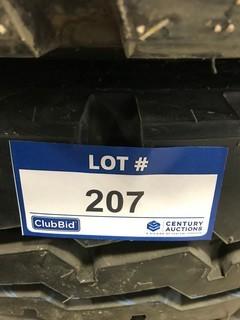 LOT #
207
ClubBid
CENTURY
AUCTIONS